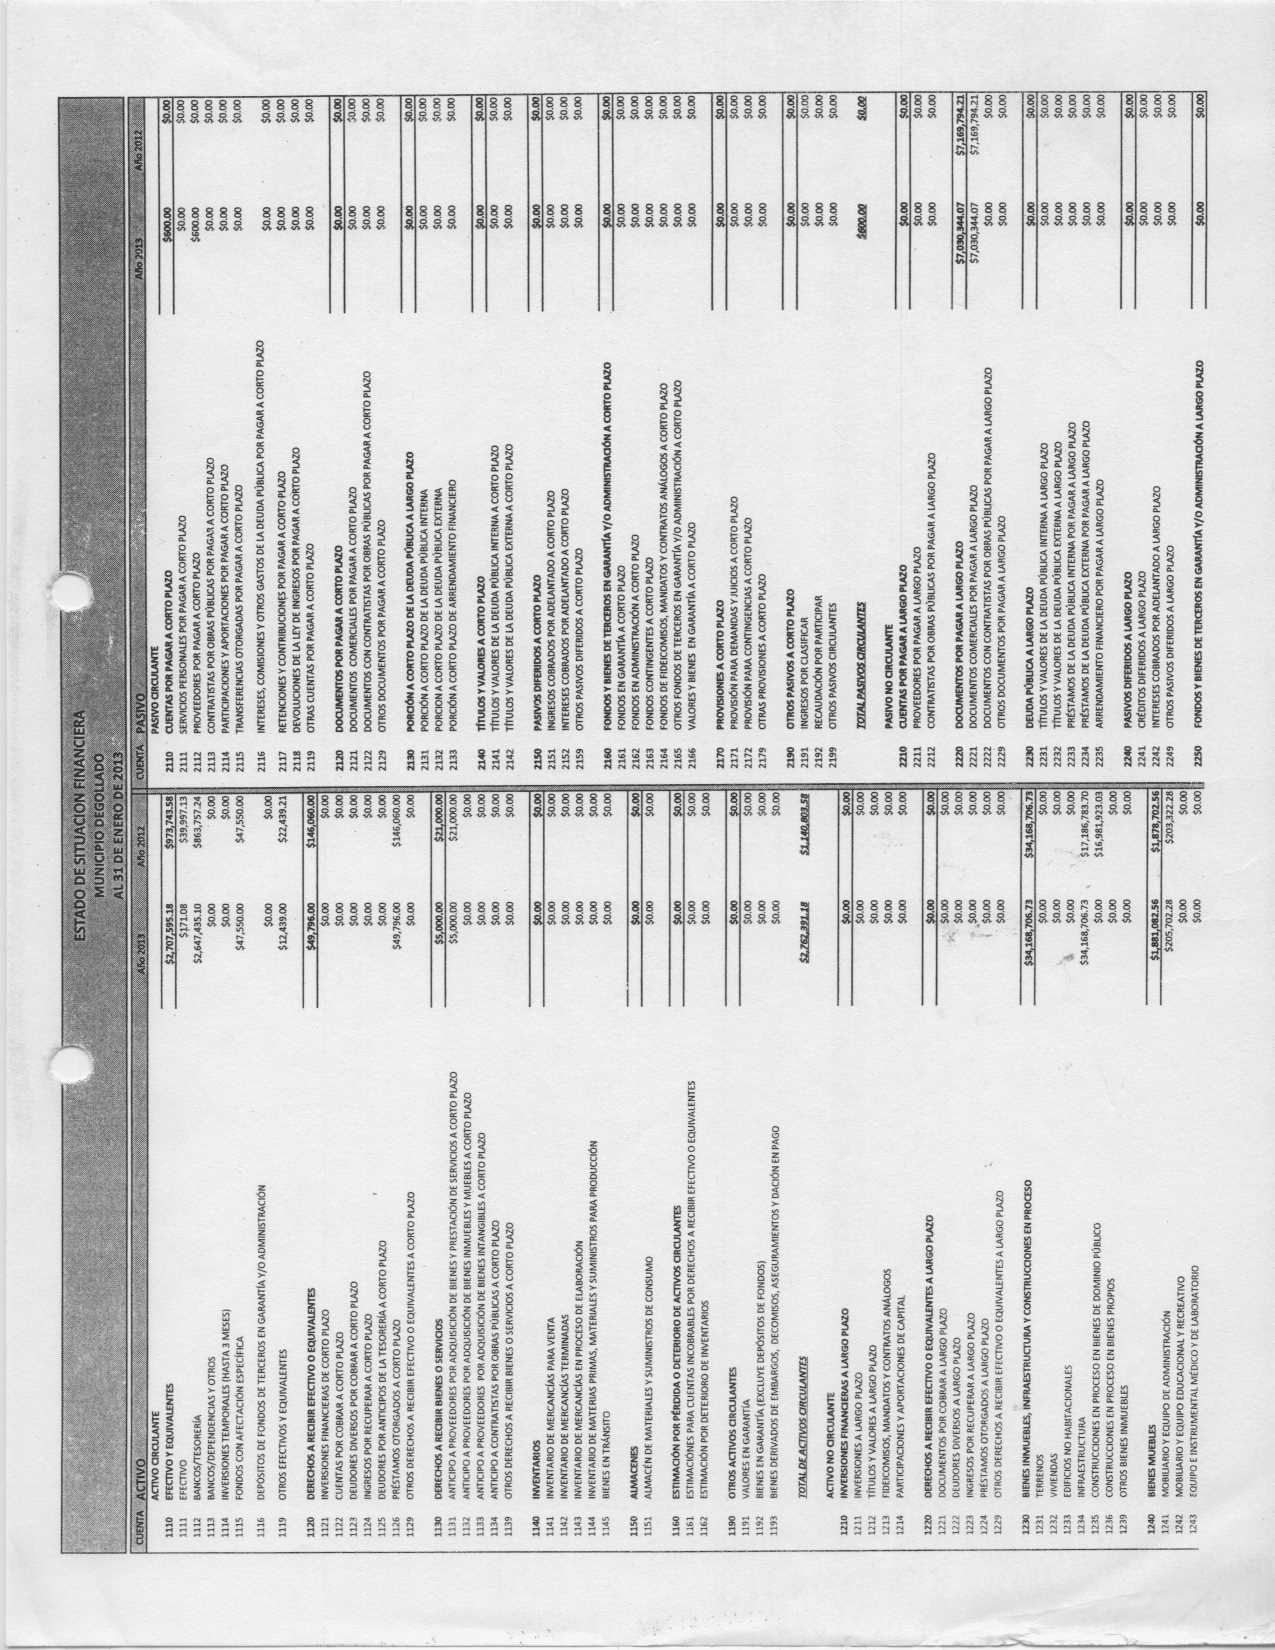 ESTADO DE SITUACION FINANCIERA
MUNICIPIO DEGOLLADO
AL 31 DE ENERO DE 2013
CUENTA ACTIVO Año 2013 Año 2012
ACTIVO CIRCULANTE
1110 EFECTIVO Y EQUIVALENTES $2,707,595.18 $973,743.58
1111 EFECTIVO $171.08 $39,997.13
1112 BANCOS/TESORERÍA $2,647,435.10 $863,757.24
1113 BANCOS/DEPENDENCIAS Y OTROS $0.00 $0.00
1114 INVERSIONES TEMPORALES (HASTA 3 MESES) $0.00 $0.00
1115 FONDOS CON AFECTACIÓN ESPECÍFICA $47,550.00 $47,550.00
1116 DEPÓSITOS DE FONDOS DE TERCEROS EN GARANTÍA Y/O ADMINISTRACIÓN $0.00 $0.00
1119 OTROS EFECTIVOS Y EQUIVALENTES $12,439.00 $22,439.21
1120 DERECHOS A RECIBIR EFECTIVO O EQUIVALENTES $49,796.00 $146,060.00
1121 INVERSIONES FINANCIERAS DE CORTO PLAZO $0.00 $0.00
1122 CUENTAS POR COBRAR A CORTO PLAZO $0.00 $0.00
1123 DEUDORES DIVERSOS POR COBRAR A CORTO PLAZO $0.00 $0.00
1124 INGRESOS POR RECUPERAR A CORTO PLAZO $0.00 $0.00
1125 DEUDORES POR ANTICIPOS DE LA TESORERÍA A CORTO PLAZO $0.00 $0.00
1126 PRÉSTAMOS OTORGADOS A CORTO PLAZO $49,796.00 $146,060.00
1129 OTROS DERECHOS A RECIBIR EFECTIVO O EQUIVALENTES A CORTO PLAZO $0.00 $0.00
1130 DERECHOS A RECIBIR BIENES O SERVICIOS $5,000.00 $21,000.00
1131 ANTICIPO A PROVEEDORES POR ADQUISICIÓN DE BIENES Y PRESTACIÓN DE SERVICIOS A CORTO PLAZO $5,000.00 $21,000.00
1132 ANTICIPO A PROVEEDORES POR ADQUISICIÓN DE BIENES INMUEBLES Y MUEBLES A CORTO PLAZO $0.00 $0.00
1133 ANTICIPO A PROVEEDORES POR ADQUISICIÓN DE BIENES INTANGIBLES A CORTO PLAZO $0.00 $0.00
1134 ANTICIPO A CONTRATISTAS POR OBRAS PÚBLICAS A CORTO PLAZO $0.00 $0.00
1139 OTROS DERECHOS A RECIBIR BIENES O SERVICIOS A CORTO PLAZO $0.00 $0.00
1140 INVENTARIOS $0.00 $0.00
1141 INVENTARIO DE MERCANCÍAS PARA VENTA $0.00 $0.00
1142 INVENTARIO DE MERCANCÍAS TERMINADAS $0.00 $0.00
1143 INVENTARIO DE MERCANCÍAS EN PROCESO DE ELABORACIÓN $0.00 $0.00
1144 INVENTARIO DE MATERIAS PRIMAS, MATERIALES Y SUMINISTROS PARA PRODUCCIÓN $0.00 $0.00
1145 BIENES EN TRÁNSITO $0.00 $0.00
1150 ALMACENES $0.00 $0.00
1151 ALMACÉN DE MATERIALES Y SUMINISTROS DE CONSUMO $0.00 $0.00
1160 ESTIMACIÓN POR PÉRDIDA O DETERIORO DE ACTIVOS CIRCULANTES $0.00 $0.00
1161 ESTIMACIONES PARA CUENTAS INCOBRABLES POR DERECHOS A RECIBIR EFECTIVO O EQUIVALENTES $0.00 $0.00
1162 ESTIMACIÓN POR DETERIORO DE INVENTARIOS $0.00 $0.00
1190 OTROS ACTIVOS CIRCULANTES $0.00 $0.00
1191 VALORES EN GARANTÍA $0.00 $0.00
1192 BIENES EN GARANTÍA (EXCLUYE DEPÓSITOS DE FONDOS) $0.00 $0.00
1193 BIENES DERIVADOS DE EMBARGOS, DECOMISOS, ASEGURAMIENTOS Y DACIÓN EN PAGO $0.00 $0.00
TOTAL DE ACTIVOS CIRCULANTES $2,762,391.18 $1,140,803.58
ACTIVO NO CIRCULANTE
1210 INVERSIONES FINANCIERAS A LARGO PLAZO $0.00 $0.00
1211 INVERSIONES A LARGO PLAZO $0.00 $0.00
1212 TÍTULOS Y VALORES A LARGO PLAZO $0.00 $0.00
1213 FIDEICOMISOS, MANDATOS Y CONTRATOS ANÁLOGOS $0.00 $0.00
1214 PARTICIPACIONES Y APORTACIONES DE CAPITAL $0.00 $0.00
1220 DERECHOS A RECIBIR EFECTIVO O EQUIVALENTES A LARGO PLAZO $0.00 $0.00
1221 DOCUMENTOS POR COBRAR A LARGO PLAZO $0.00 $0.00
1222 DEUDORES DIVERSOS A LARGO PLAZO $0.00 $0.00
1223 INGRESOS POR RECUPERAR A LARGO PLAZO $0.00 $0.00
1224 PRÉSTAMOS OTORGADOS A LARGO PLAZO $0.00 $0.00
1229 OTROS DERECHOS A RECIBIR EFECTIVO O EQUIVALENTES A LARGO PLAZO $0.00 $0.00
1230 BIENES INMUEBLES, INFRAESTRUCTURA Y CONSTRUCCIONES EN PROCESO $34,168,706.73 $34,168,706.73
1231 TERRENOS $0.00 $0.00
1232 VIVIENDAS $0.00 $0.00
1233 EDIFICIOS NO HABITACIONALES $0.00 $0.00
1234 INFRAESTRUCTURA $34,168,706.73 $17,186,783.70
1235 CONSTRUCCIONES EN PROCESO EN BIENES DE DOMINIO PÚBLICO $0.00 $16,981,923.03
1236 CONSTRUCCIONES EN PROCESO EN BIENES PROPIOS $0.00 $0.00
1239 OTROS BIENES INMUEBLES $0.00 $0.00
1240 BIENES MUEBLES $1,881,082.56 $1,878,702.56
1241 MOBILIARIO Y EQUIPO DE ADMINISTRACIÓN $205,702.28 $203,322.28
1242 MOBILIARIO Y EQUIPO EDUCACIONAL Y RECREATIVO $0.00 $0.00
1243 EQUIPO E INSTRUMENTAL MÉDICO Y DE LABORATORIO $0.00 $0.00
CUENTA PASIVO Año 2013 Año 2012
PASIVO CIRCULANTE
2110 CUENTAS POR PAGAR A CORTO PLAZO $600.00 $0.00
2111 SERVICIOS PERSONALES POR PAGAR A CORTO PLAZO $0.00 $0.00
2112 PROVEEDORES POR PAGAR A CORTO PLAZO $600.00 $0.00
2113 CONTRATISTAS POR OBRAS PÚBLICAS POR PAGAR A CORTO PLAZO $0.00 $0.00
2114 PARTICIPACIONES Y APORTACIONES POR PAGAR A CORTO PLAZO $0.00 $0.00
2115 TRANSFERENCIAS OTORGADAS POR PAGAR A CORTO PLAZO $0.00 $0.00
2116 INTERESES, COMISIONES Y OTROS GASTOS DE LA DEUDA PÚBLICA POR PAGAR A CORTO PLAZO $0.00 $0.00
2117 RETENCIONES Y CONTRIBUCIONES POR PAGAR A CORTO PLAZO $0.00 $0.00
2118 DEVOLUCIONES DE LA LEY DE INGRESOS POR PAGAR A CORTO PLAZO $0.00 $0.00
2119 OTRAS CUENTAS POR PAGAR A CORTO PLAZO $0.00 $0.00
2120 DOCUMENTOS POR PAGAR A CORTO PLAZO $0.00 $0.00
2121 DOCUMENTOS COMERCIALES POR PAGAR A CORTO PLAZO $0.00 $0.00
2122 DOCUMENTOS CON CONTRATISTAS POR OBRAS PÚBLICAS POR PAGAR A CORTO PLAZO $0.00 $0.00
2129 OTROS DOCUMENTOS POR PAGAR A CORTO PLAZO $0.00 $0.00
2130 PORCIÓN A CORTO PLAZO DE LA DEUDA PÚBLICA A LARGO PLAZO $0.00 $0.00
2131 PORCIÓN A CORTO PLAZO DE LA DEUDA PÚBLICA INTERNA $0.00 $0.00
2132 PORCION A CORTO PLAZO DE LA DEUDA PÚBLICA EXTERNA $0.00 $0.00
2133 PORCIÓN A CORTO PLAZO DE ARRENDAMIENTO FINANCIERO $0.00 $0.00
2140 TÍTULOS Y VALORES A CORTO PLAZO $0.00 $0.00
2141 TÍTULOS Y VALORES DE LA DEUDA PÚBLICA INTERNA A CORTO PLAZO $0.00 $0.00
2142 TÍTULOS Y VALORES DE LA DEUDA PÚBLICA EXTERNA A CORTO PLAZO $0.00 $0.00
2150 PASIVOS DIFERIDOS A CORTO PLAZO $0.00 $0.00
2151 INGRESOS COBRADOS POR ADELANTADO A CORTO PLAZO $0.00 $0.00
2152 INTERESES COBRADOS POR ADELANTADO A CORTO PLAZO $0.00 $0.00
2159 OTROS PASIVOS DIFERIDOS A CORTO PLAZO $0.00 $0.00
2160 FONDOS Y BIENES DE TERCEROS EN GARANTÍA Y/O ADMINISTRACIÓN A CORTO PLAZO $0.00 $0.00
2161 FONDOS EN GARANTÍA A CORTO PLAZO $0.00 $0.00
2162 FONDOS EN ADMINISTRACIÓN A CORTO PLAZO $0.00 $0.00
2163 FONDOS CONTINGENTES A CORTO PLAZO $0.00 $0.00
2164 FONDOS DE FIDEICOMISOS, MANDATOS Y CONTRATOS ANÁLOGOS A CORTO PLAZO $0.00 $0.00
2165 OTROS FONDOS DE TERCEROS EN GARANTÍA Y/O ADMINISTRACIÓN A CORTO PLAZO $0.00 $0.00
2166 VALORES Y BIENES EN GARANTÍA A CORTO PLAZO $0.00 $0.00
2170 PROVISIONES A CORTO PLAZO $0.00 $0.00
2171 PROVISIÓN PARA DEMANDAS Y JUICIOS A CORTO PLAZO $0.00 $0.00
2172 PROVISIÓN PARA CONTINGENCIAS A CORTO PLAZO $0.00 $0.00
2179 OTRAS PROVISIONES A CORTO PLAZO $0.00 $0.00
2190 OTROS PASIVOS A CORTO PLAZO $0.00 $0.00
2191 INGRESOS POR CLASIFICAR $0.00 $0.00
2192 RECAUDACIÓN POR PARTICIPAR $0.00 $0.00
2199 OTROS PASIVOS CIRCULANTES $0.00 $0.00
TOTAL PASIVOS CIRCULANTES $600.00 $0.00
PASIVO NO CIRCULANTE
2210 CUENTAS POR PAGAR A LARGO PLAZO $0.00 $0.00
2211 PROVEEDORES POR PAGAR A LARGO PLAZO $0.00 $0.00
2212 CONTRATISTAS POR OBRAS PÚBLICAS POR PAGAR A LARGO PLAZO $0.00 $0.00
2220 DOCUMENTOS POR PAGAR A LARGO PLAZO $7,030,344.07 $7,169,794.21
2221 DOCUMENTOS COMERCIALES POR PAGAR A LARGO PLAZO $7,030,344.07 $7,169,794.21
2222 DOCUMENTOS CON CONTRATISTAS POR OBRAS PÚBLICAS POR PAGAR A LARGO PLAZO $0.00 $0.00
2229 OTROS DOCUMENTOS POR PAGAR A LARGO PLAZO $0.00 $0.00
2230 DEUDA PÚBLICA A LARGO PLAZO $0.00 $0.00
2231 TÍTULOS Y VALORES DE LA DEUDA PÚBLICA INTERNA A LARGO PLAZO $0.00 $0.00
2232 TÍTULOS Y VALORES DE LA DEUDA PÚBLICA EXTERNA A LARGO PLAZO $0.00 $0.00
2233 PRÉSTAMOS DE LA DEUDA PÚBLICA INTERNA POR PAGAR A LARGO PLAZO $0.00 $0.00
2234 PRÉSTAMOS DE LA DEUDA PÚBLICA EXTERNA POR PAGAR A LARGO PLAZO $0.00 $0.00
2235 ARRENDAMIENTO FINANCIERO POR PAGAR A LARGO PLAZO $0.00 $0.00
2240 PASIVOS DIFERIDOS A LARGO PLAZO $0.00 $0.00
2241 CRÉDITOS DIFERIDOS A LARGO PLAZO $0.00 $0.00
2242 INTERESES COBRADOS POR ADELANTADO A LARGO PLAZO $0.00 $0.00
2249 OTROS PASIVOS DIFERIDOS A LARGO PLAZO $0.00 $0.00
2250 FONDOS Y BIENES DE TERCEROS EN GARANTÍA Y/O ADMINISTRACIÓN A LARGO PLAZO $0.00 $0.00